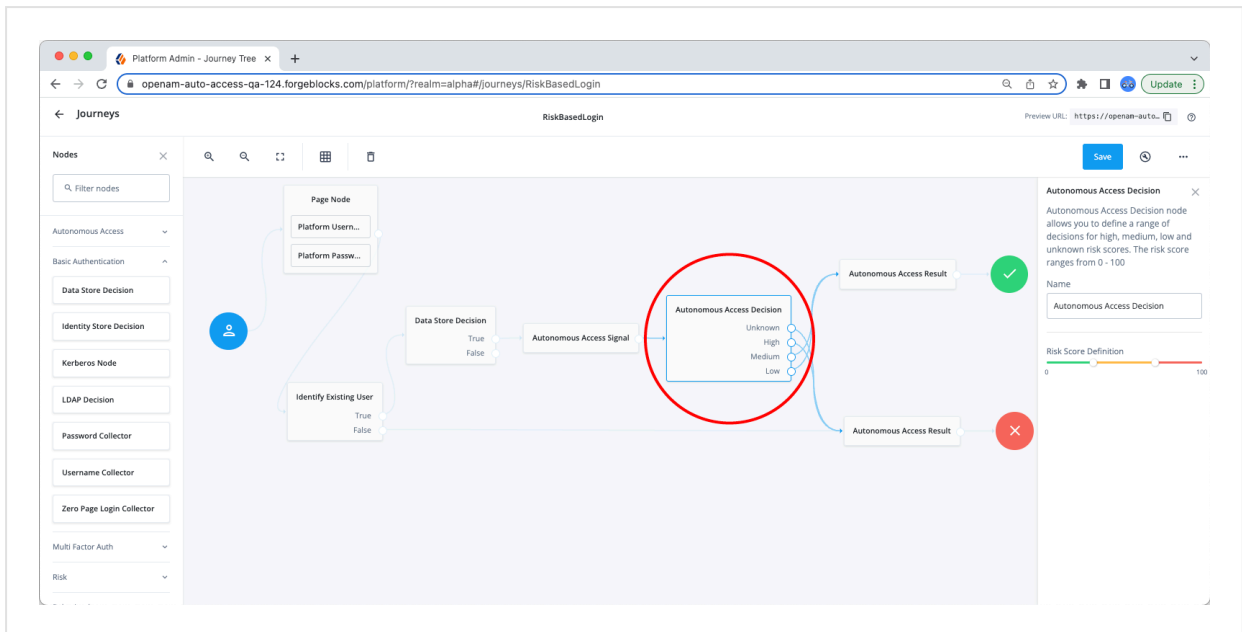 Platform Admin - Journey Tree
openam-auto-access-qa-124.forgeblocks.com/platform/?realm=alpha#/journeys/RiskBasedLogin
Update
Journeys
RiskBasedLogin
Preview URL: https://openam-auto…
Nodes
Filter nodes
Autonomous Access
Basic Authentication
Data Store Decision
Identity Store Decision
Kerberos Node
LDAP Decision
Password Collector
Username Collector
Zero Page Login Collector
Multi Factor Auth
Risk
Save
Page Node
Platform Usern...
Platform Passw...
Data Store Decision
True
False
Identify Existing User
True
False
Autonomous Access Signal
Autonomous Access Decision
Unknown
High
Medium
Low
Autonomous Access Result
Autonomous Access Result
Autonomous Access Decision
Autonomous Access Decision node
allows you to define a range of
decisions for high, medium, low and
unknown risk scores. The risk score
ranges from 0 - 100
Name
Autonomous Access Decision
Risk Score Definition
0 100